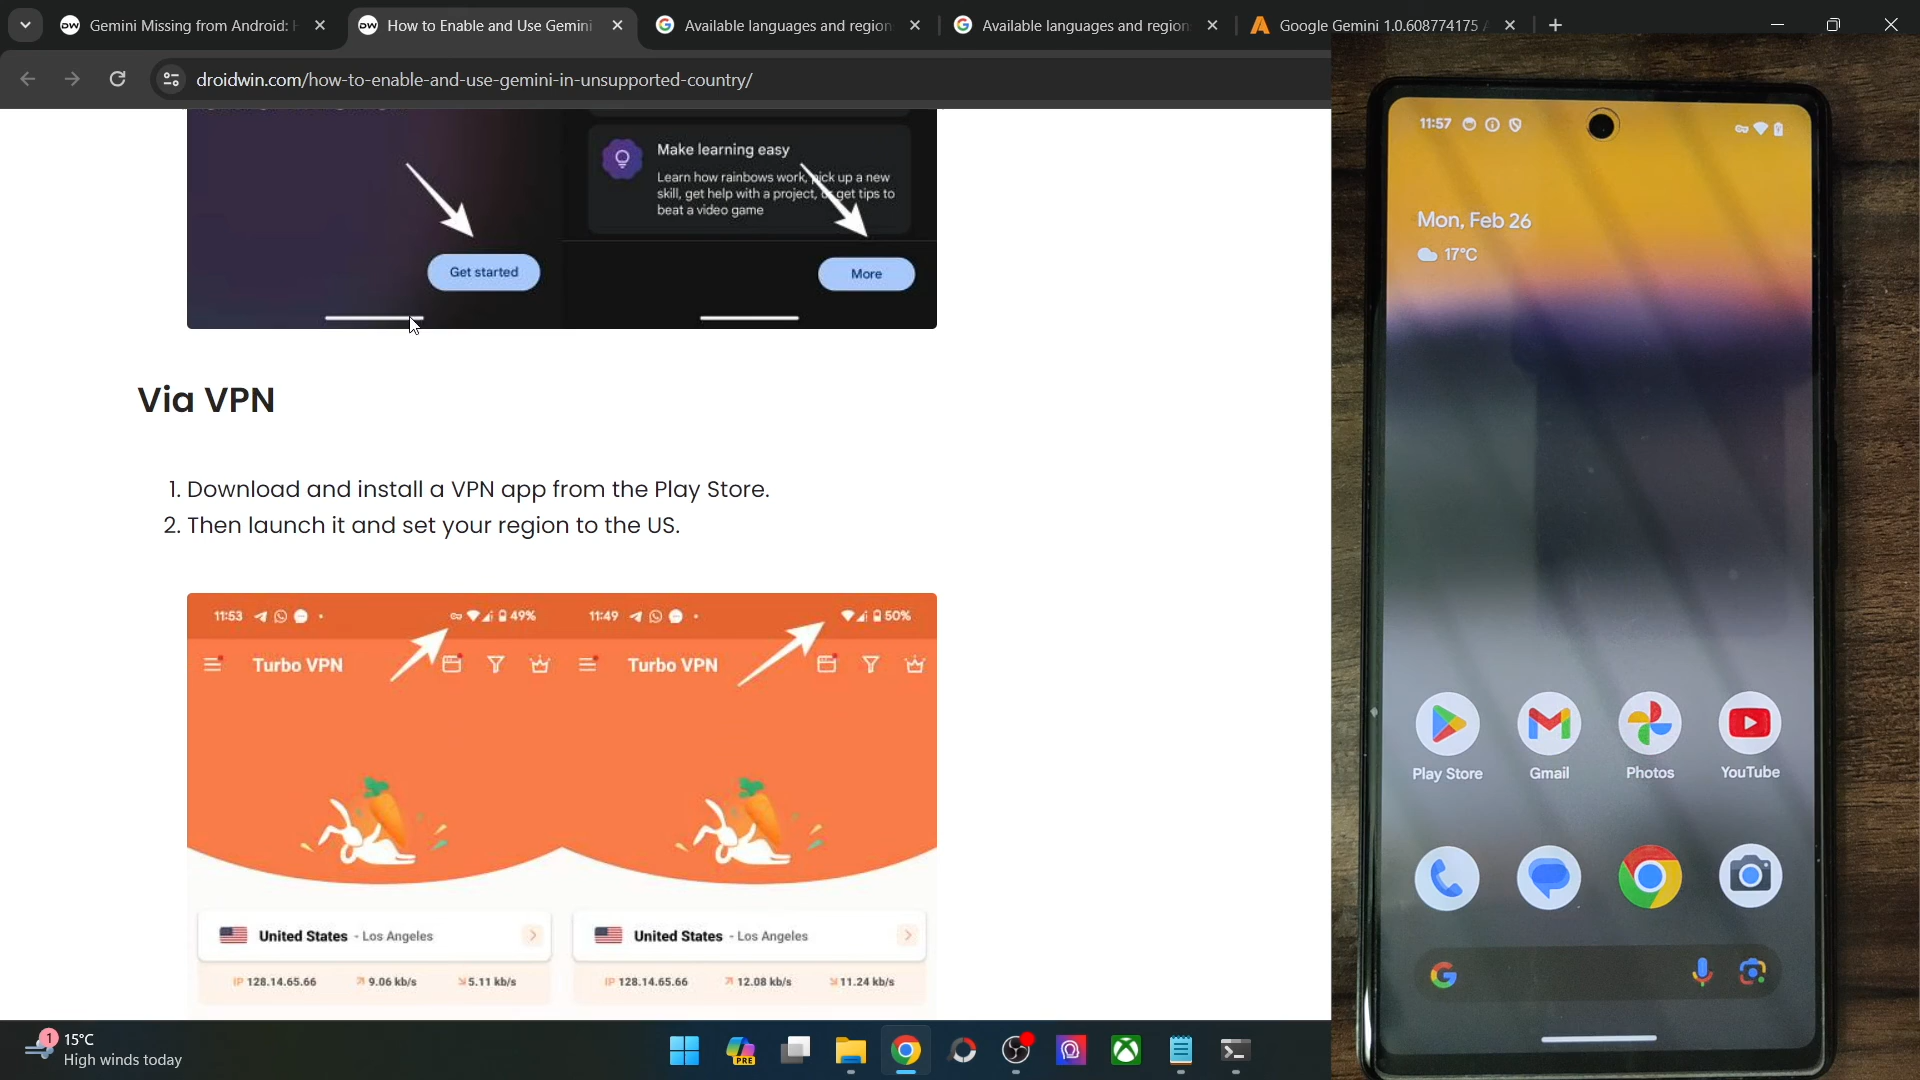 Gemini Missing from Android: H
How to Enable and Use Gemini
Available languages and region
Available languages and region
Google Gemini 1.0.608774175
droidwin.com/how-to-enable-and-use-gemini-in-unsupported-country/
Make learning easy
Learn how rainbows work, pick up a new
skill, get help with a project, or get tips to
beat a video game
Get started
More
Via VPN
1. Download and install a VPN app from the Play Store.
2. Then launch it and set your region to the US.
11:53
49%
11:49
50%
Turbo VPN
Turbo VPN
United States - Los Angeles
United States - Los Angeles
IP 128.14.65.66
9.06 kb/s
5.11 kb/s
IP 128.14.65.66
12.08 kb/s
11.24 kb/s
1
15°C
High winds today
PRE
11:57
Mon, Feb 26
17°C
Play Store
Gmail
Photos
YouTube